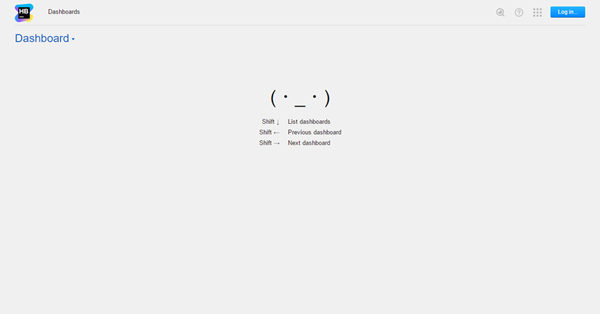 HB
Dashboards
Log in...
Dashboard
( · _ · )
Shift ↓ List dashboards
Shift ← Previous dashboard
Shift → Next dashboard